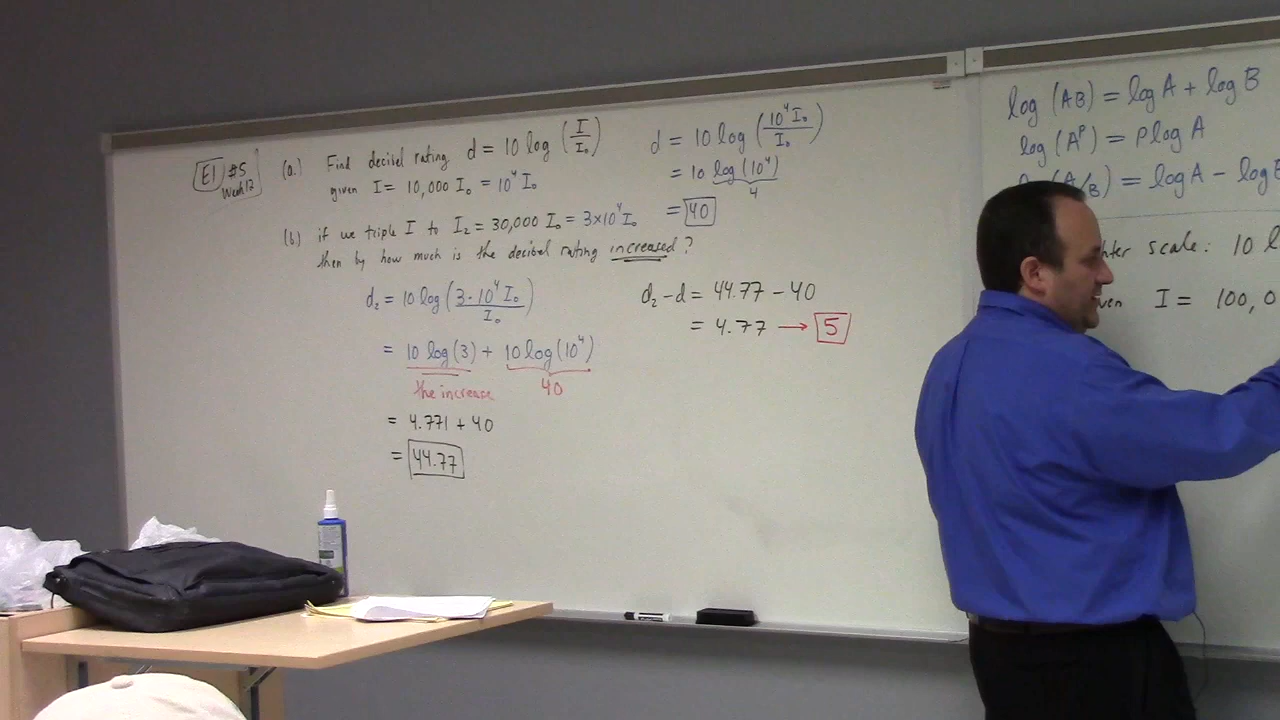 E1 #5 Week 12
(a.) Find decibel rating d = 10 log (I/I₀)
given I = 10,000 I₀ = 10⁴ I₀
d = 10 log (10⁴ I₀/I₀)
= 10 log (10⁴)
4
= 40
(b) if we triple I to I₂ = 30,000 I₀ = 3×10⁴ I₀
then by how much is the decibel rating increased?
d₂ = 10 log (3·10⁴ I₀/I₀)
= 10 log(3) + 10 log(10⁴)
the increase 40
= 4.771 + 40
= 44.77
d₂ - d = 44.77 - 40
= 4.77 → 5
log (AB) = log A + log B
log (Aᴾ) = P log A
(A/B) = log A - log B
scale: 10
I = 100,0